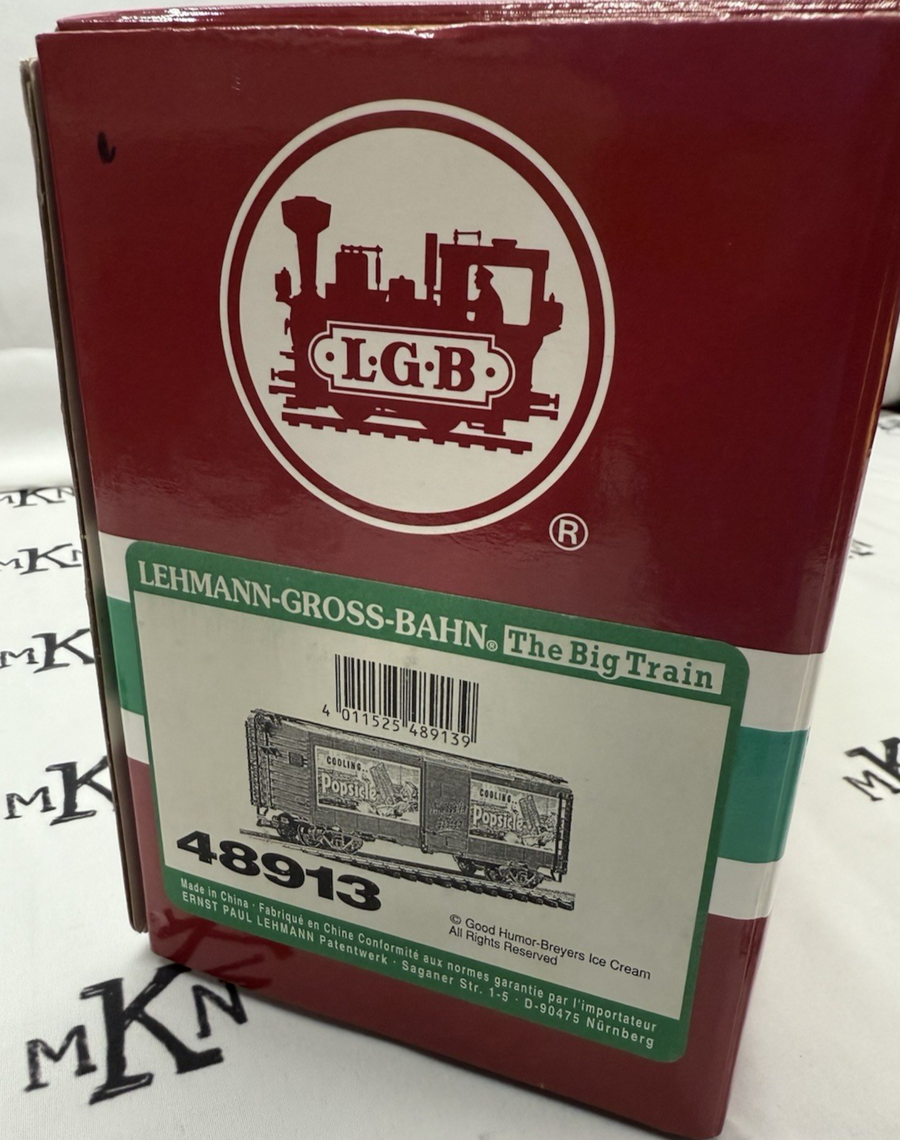 L·G·B
®
LEHMANN-GROSS-BAHN® The Big Train
4 011525 489139
COOLING...
Popsicle
COOLING...
Popsicle
48913
© Good Humor-Breyers Ice Cream
All Rights Reserved
Made in China · Fabriqué en Chine Conformité aux normes garantie par l'importateur
ERNST PAUL LEHMANN Patentwerk · Saganer Str. 1-5 · D-90475 Nürnberg
MKN
MKN
MKN
MKN
MK
MKN